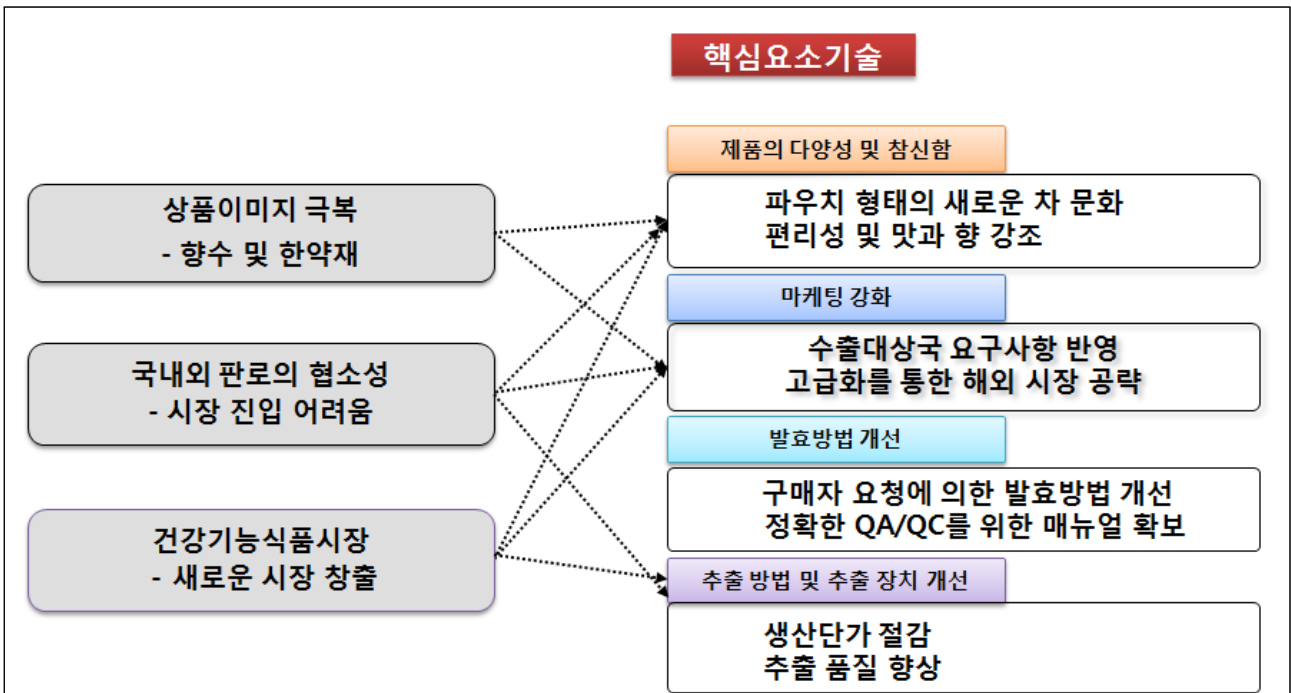 핵심요소기술
상품이미지 극복
- 향수 및 한약재
국내외 판로의 협소성
- 시장 진입 어려움
건강기능식품시장
- 새로운 시장 창출
제품의 다양성 및 참신함
파우치 형태의 새로운 차 문화
편리성 및 맛과 향 강조
마케팅 강화
수출대상국 요구사항 반영
고급화를 통한 해외 시장 공략
발효방법 개선
구매자 요청에 의한 발효방법 개선
정확한 QA/QC를 위한 매뉴얼 확보
추출 방법 및 추출 장치 개선
생산단가 절감
추출 품질 향상